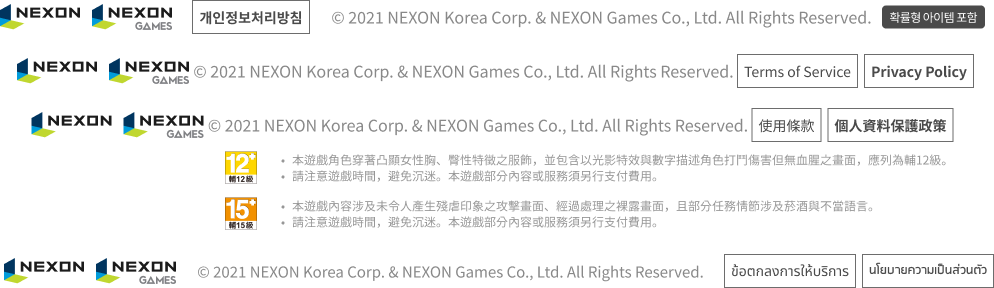 NEXON NEXON GAMES 개인정보처리방침 © 2021 NEXON Korea Corp. & NEXON Games Co., Ltd. All Rights Reserved. 확률형 아이템 포함
NEXON NEXON GAMES © 2021 NEXON Korea Corp. & NEXON Games Co., Ltd. All Rights Reserved. Terms of Service Privacy Policy
NEXON NEXON GAMES © 2021 NEXON Korea Corp. & NEXON Games Co., Ltd. All Rights Reserved. 使用條款 個人資料保護政策
12+ 輔12級
• 本遊戲角色穿著凸顯女性胸、臀性特徵之服飾，並包含以光影特效與數字描述角色打鬥傷害但無血腥之畫面，應列為輔12級。
• 請注意遊戲時間，避免沉迷。本遊戲部分內容或服務須另行支付費用。
15+ 輔15級
• 本遊戲內容涉及未令人產生殘虐印象之攻擊畫面、經過處理之裸露畫面，且部分任務情節涉及菸酒與不當語言。
• 請注意遊戲時間，避免沉迷。本遊戲部分內容或服務須另行支付費用。
NEXON NEXON GAMES © 2021 NEXON Korea Corp. & NEXON Games Co., Ltd. All Rights Reserved. ข้อตกลงการให้บริการ นโยบายความเป็นส่วนตัว